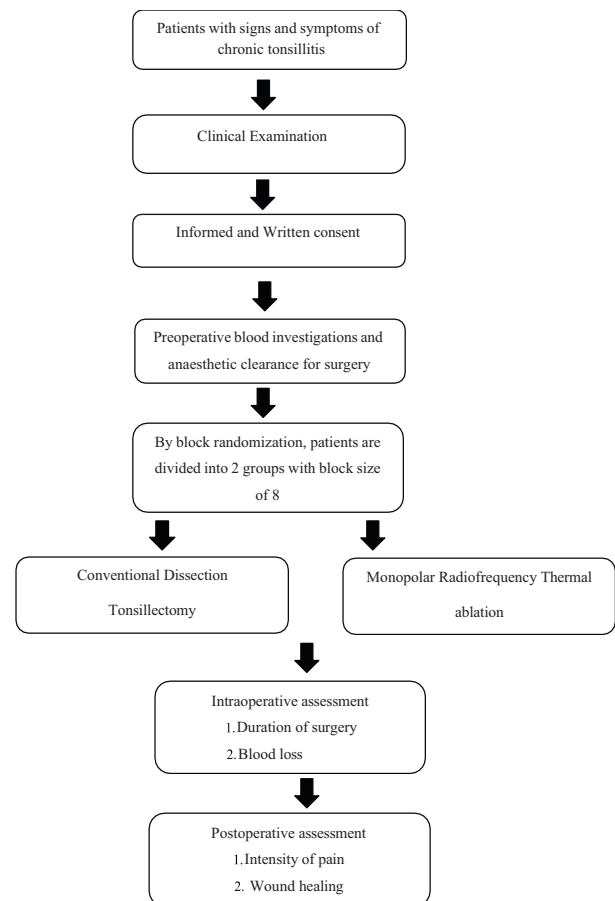 Patients with signs and symptoms of
chronic tonsillitis
Clinical Examination
Informed and Written consent
Preoperative blood investigations and
anaesthetic clearance for surgery
By block randomization, patients are
divided into 2 groups with block size
of 8
Conventional Dissection
Tonsillectomy
Monopolar Radiofrequency Thermal
ablation
Intraoperative assessment
1. Duration of surgery
2. Blood loss
Postoperative assessment
1. Intensity of pain
2. Wound healing